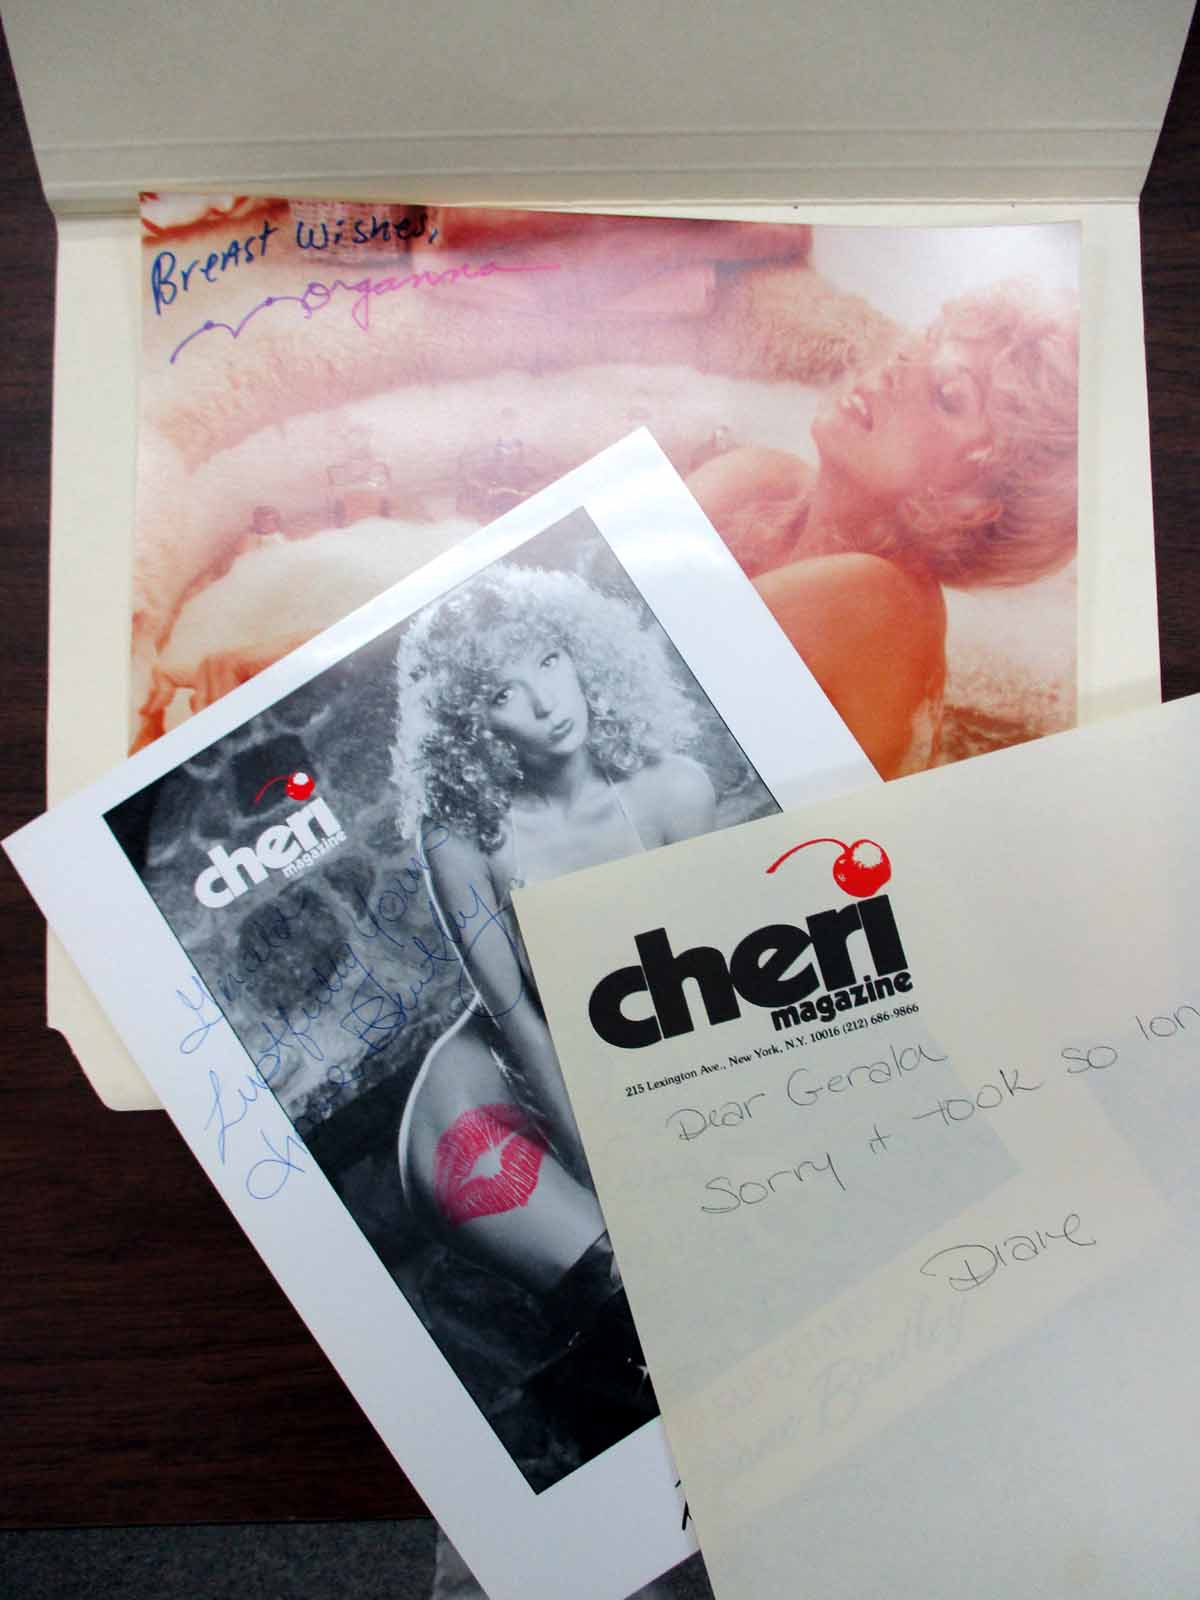 Breast Wishes,
Morganna
cheri
magazine
Gerald
Lustfully Yours
cheri
magazine
215 Lexington Ave., New York, N.Y. 10016 (212) 686-9866
Dear Gerald
Sorry it took so lon
Diane